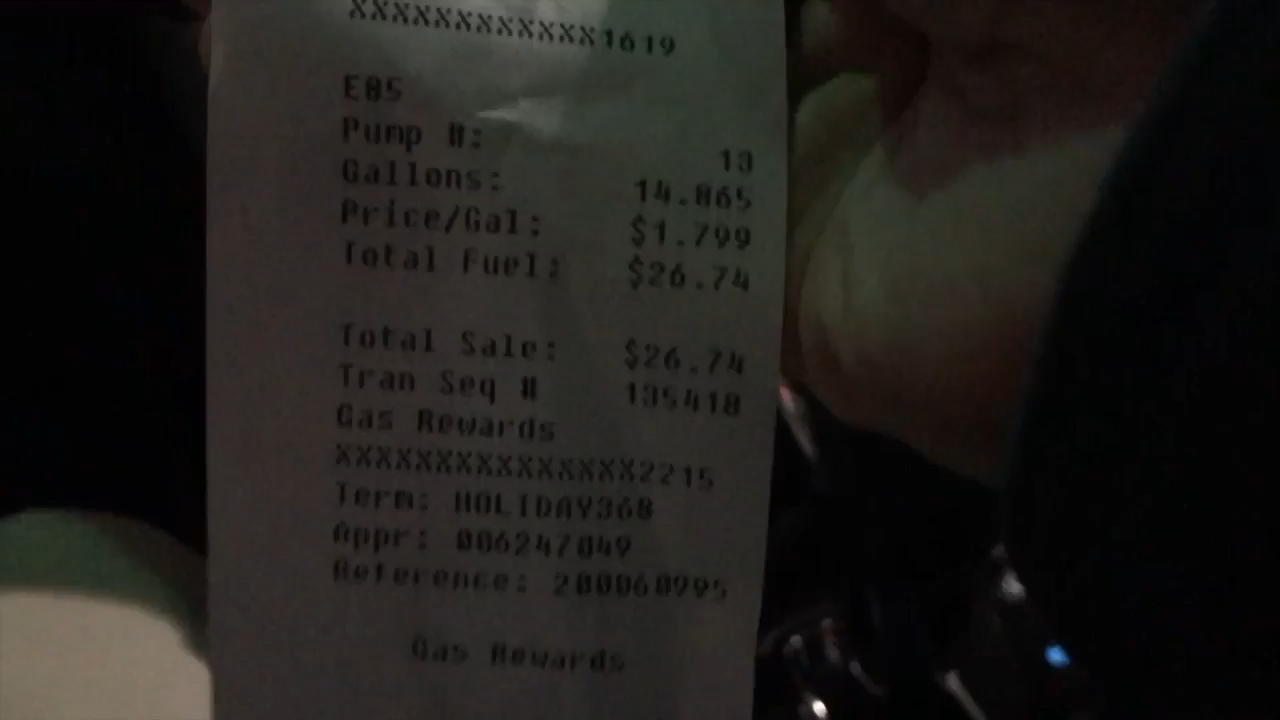 XXXXXXXXXXXX1619
E85
Pump #: 13
Gallons: 14.865
Price/Gal: $1.799
Total Fuel: $26.74
Total Sale: $26.74
Tran Seq # 135418
Gas Rewards
XXXXXXXXXXXXXXX2215
Term: HOLIDAY368
Appr: 006247049
Reference: 200060995
Gas Rewards